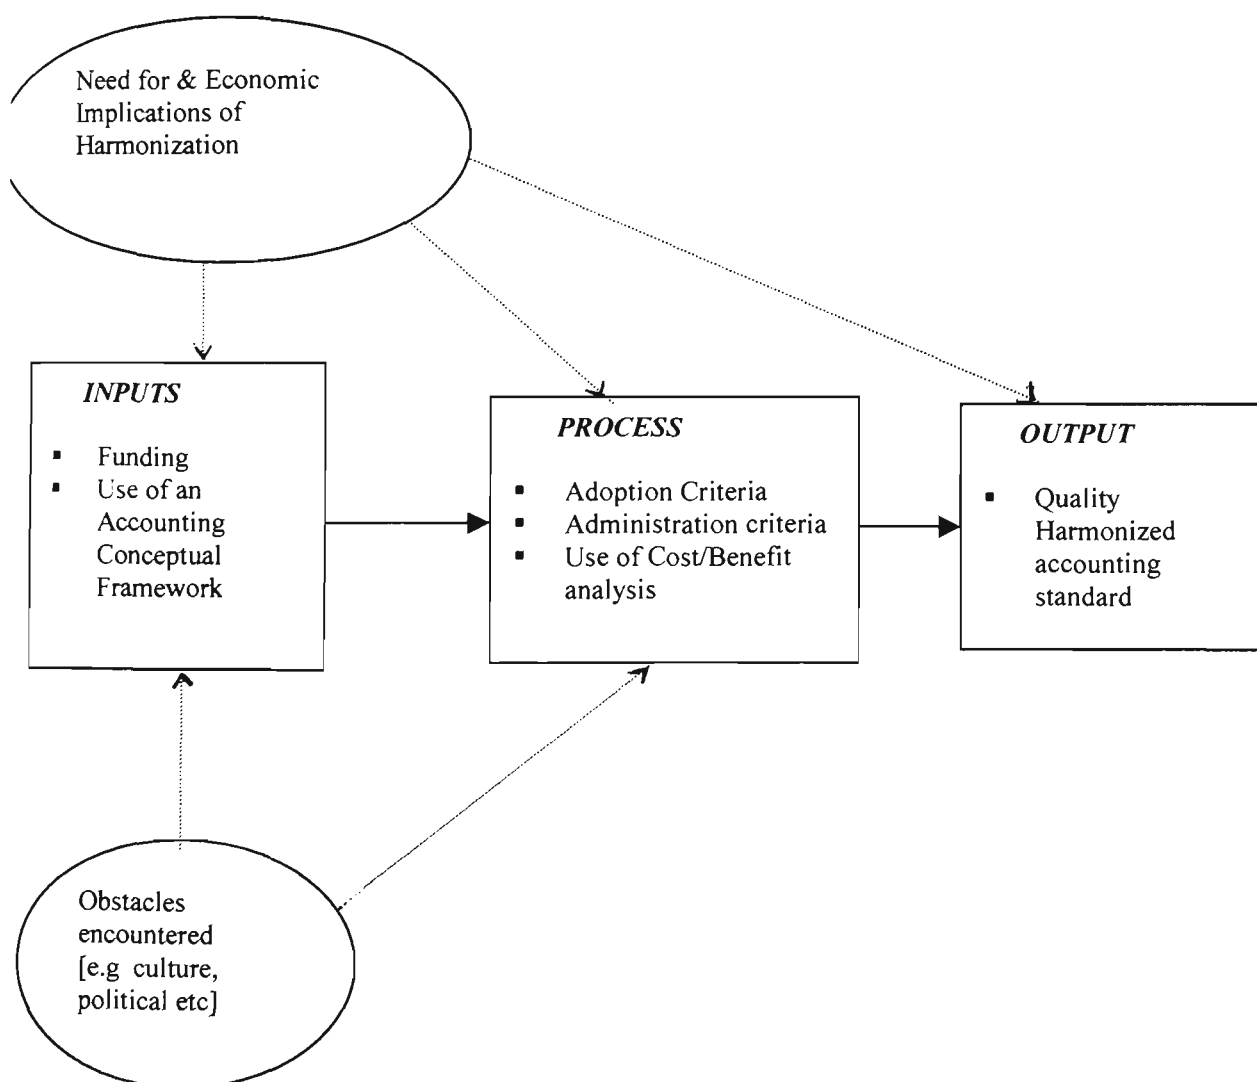 Need for & Economic
Implications of
Harmonization
INPUTS
▪ Funding
▪ Use of an
Accounting
Conceptual
Framework
PROCESS
▪ Adoption Criteria
▪ Administration criteria
▪ Use of Cost/Benefit
analysis
OUTPUT
▪ Quality
Harmonized
accounting
standard
Obstacles
encountered
[e.g culture,
political etc]